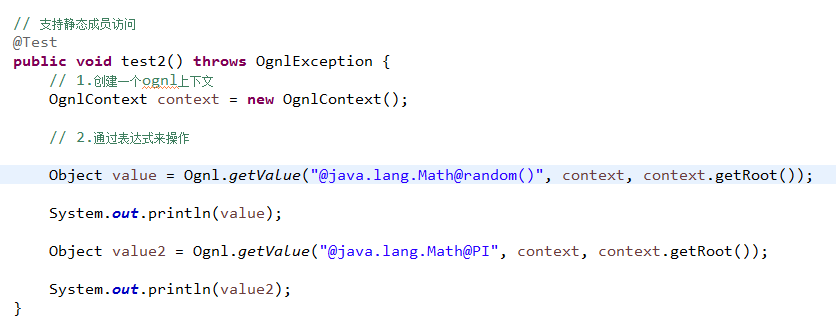 // 支持静态成员访问
@Test
public void test2() throws OgnlException {
// 1.创建一个ognl上下文
OgnlContext context = new OgnlContext();
// 2.通过表达式来操作
Object value = Ognl.getValue("@java.lang.Math@random()", context, context.getRoot());
System.out.println(value);
Object value2 = Ognl.getValue("@java.lang.Math@PI", context, context.getRoot());
System.out.println(value2);
}